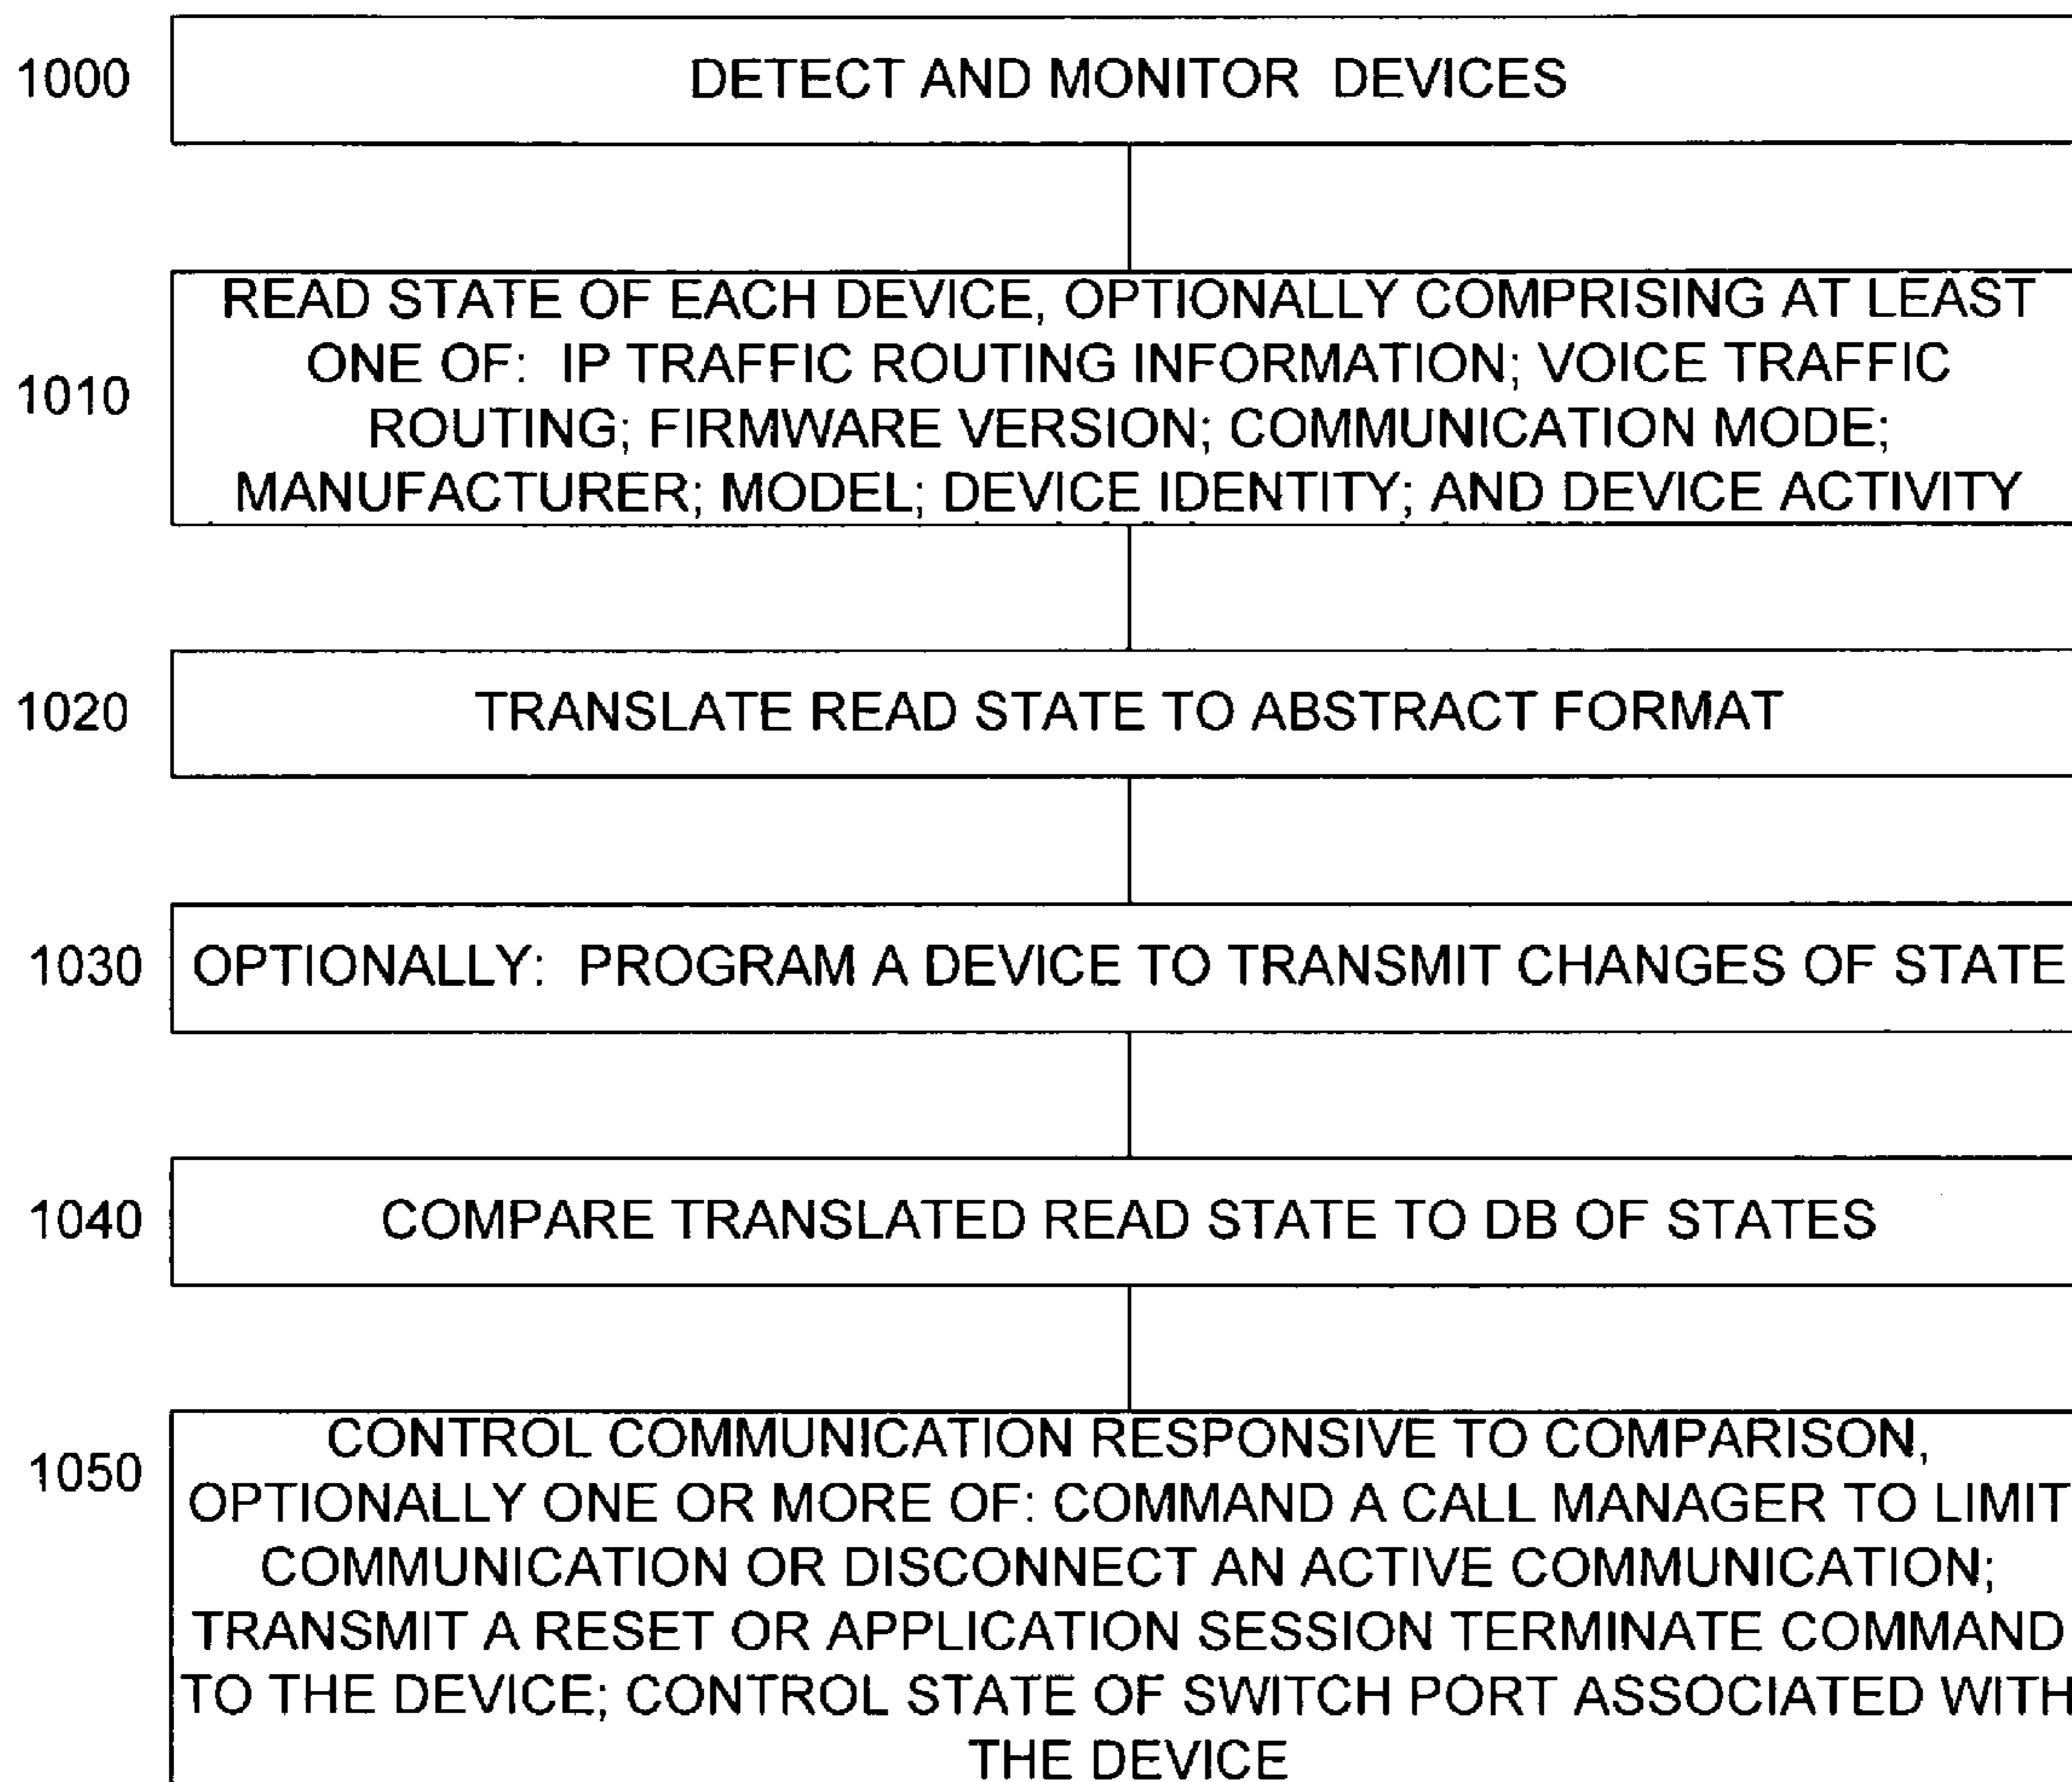 1000
DETECT AND MONITOR DEVICES
1010
READ STATE OF EACH DEVICE, OPTIONALLY COMPRISING AT LEAST
ONE OF: IP TRAFFIC ROUTING INFORMATION; VOICE TRAFFIC
ROUTING; FIRMWARE VERSION; COMMUNICATION MODE;
MANUFACTURER; MODEL; DEVICE IDENTITY; AND DEVICE ACTIVITY
1020
TRANSLATE READ STATE TO ABSTRACT FORMAT
1030
OPTIONALLY: PROGRAM A DEVICE TO TRANSMIT CHANGES OF STATE
1040
COMPARE TRANSLATED READ STATE TO DB OF STATES
1050
CONTROL COMMUNICATION RESPONSIVE TO COMPARISON,
OPTIONALLY ONE OR MORE OF: COMMAND A CALL MANAGER TO LIMIT
COMMUNICATION OR DISCONNECT AN ACTIVE COMMUNICATION;
TRANSMIT A RESET OR APPLICATION SESSION TERMINATE COMMAND
TO THE DEVICE; CONTROL STATE OF SWITCH PORT ASSOCIATED WITH
THE DEVICE